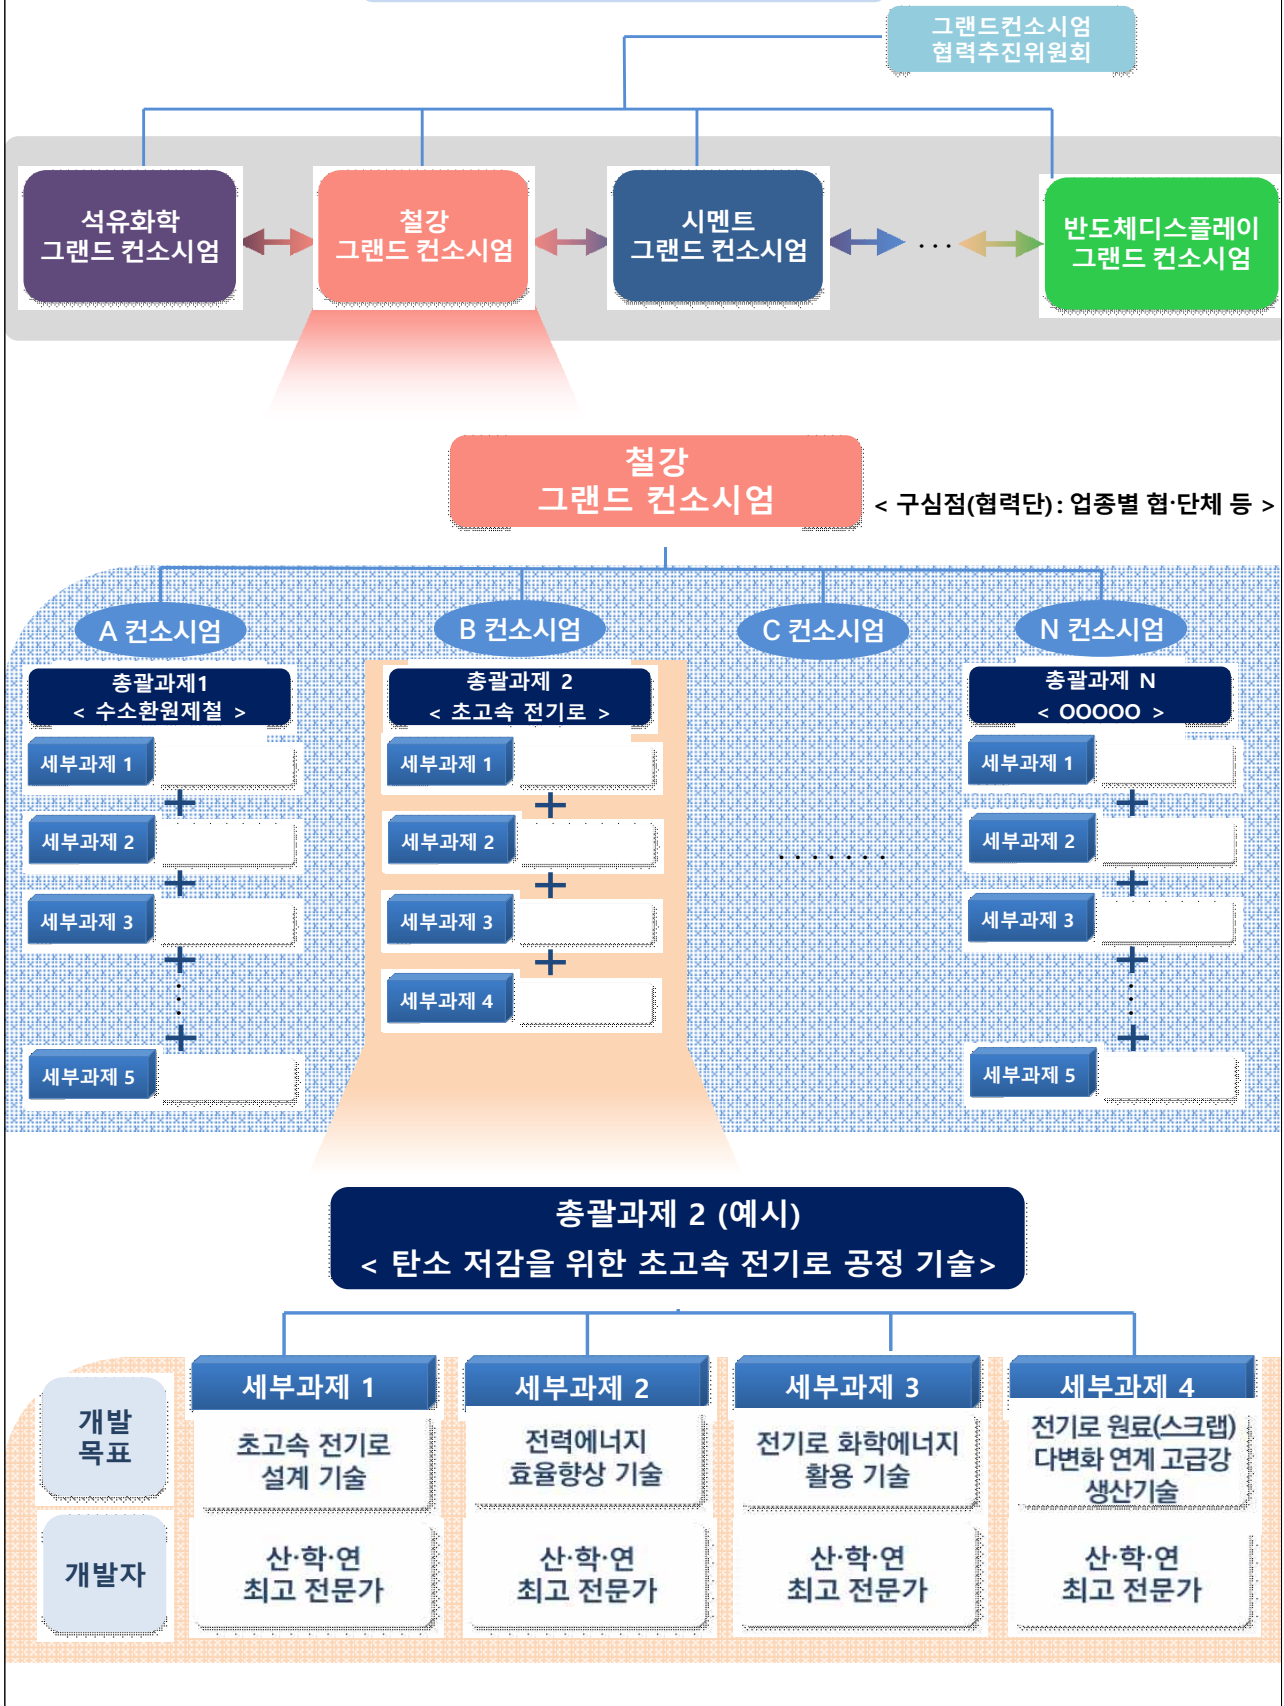 그랜드컨소시엄
협력추진위원회
석유화학
그랜드 컨소시엄
철강
그랜드 컨소시엄
시멘트
그랜드 컨소시엄
...
반도체디스플레이
그랜드 컨소시엄
철강
그랜드 컨소시엄
< 구심점(협력단) : 업종별 협·단체 등 >
A 컨소시엄
B 컨소시엄
C 컨소시엄
N 컨소시엄
총괄과제1
< 수소환원제철 >
세부과제 1
+
세부과제 2
+
세부과제 3
+
...
+
세부과제 5
총괄과제 2
< 초고속 전기로 >
세부과제 1
+
세부과제 2
+
세부과제 3
+
세부과제 4
.......
총괄과제 N
< OOOOO >
세부과제 1
+
세부과제 2
+
세부과제 3
+
...
+
세부과제 5
총괄과제 2 (예시)
< 탄소 저감을 위한 초고속 전기로 공정 기술>
세부과제 1
세부과제 2
세부과제 3
세부과제 4
개발
목표
초고속 전기로
설계 기술
전력에너지
효율향상 기술
전기로 화학에너지
활용 기술
전기로 원료(스크랩)
다변화 연계 고급강
생산기술
개발자
산·학·연
최고 전문가
산·학·연
최고 전문가
산·학·연
최고 전문가
산·학·연
최고 전문가